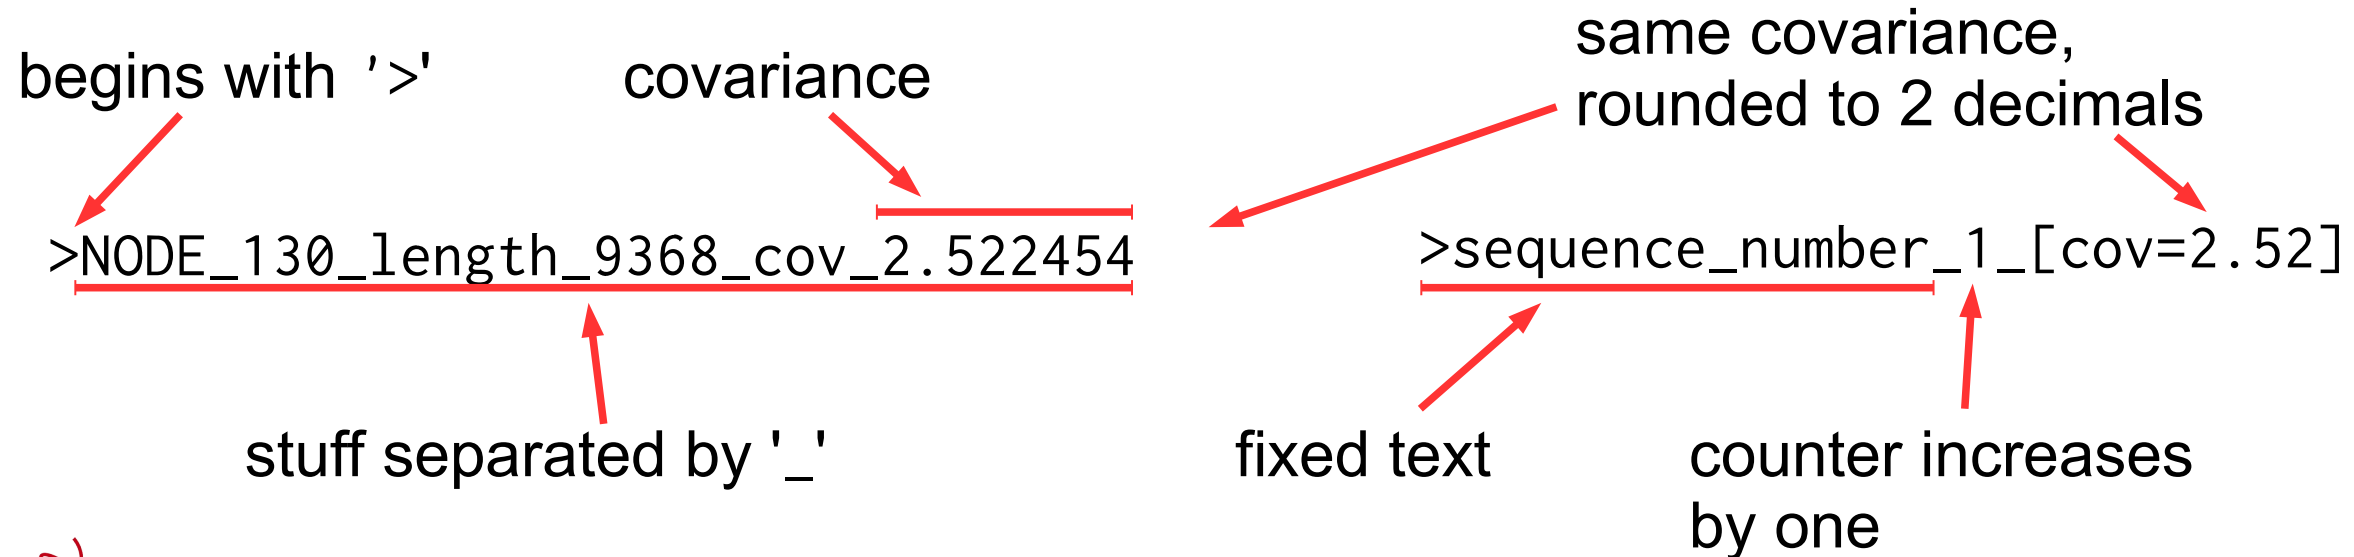 begins with '>'
covariance
same covariance,
rounded to 2 decimals
>NODE_130_length_9368_cov_2.522454
>sequence_number_1_[cov=2.52]
stuff separated by '_'
fixed text
counter increases
by one